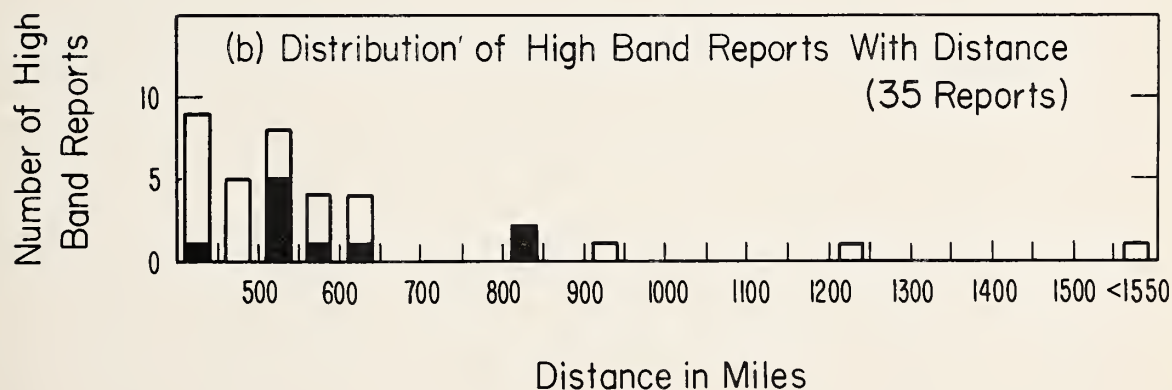 (b) Distribution' of High Band Reports With Distance
(35 Reports)
Number of High
Band Reports
10
5
0
500 600 700 800 900 1000 1100 1200 1300 1400 1500 <1550
Distance in Miles